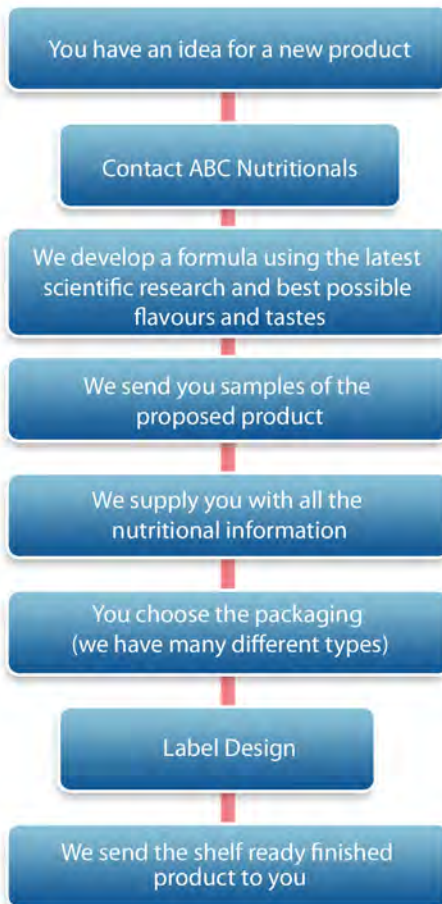 You have an idea for a new product
Contact ABC Nutritionals
We develop a formula using the latest
scientific research and best possible
flavours and tastes
We send you samples of the
proposed product
We supply you with all the
nutritional information
You choose the packaging
(we have many different types)
Label Design
We send the shelf ready finished
product to you